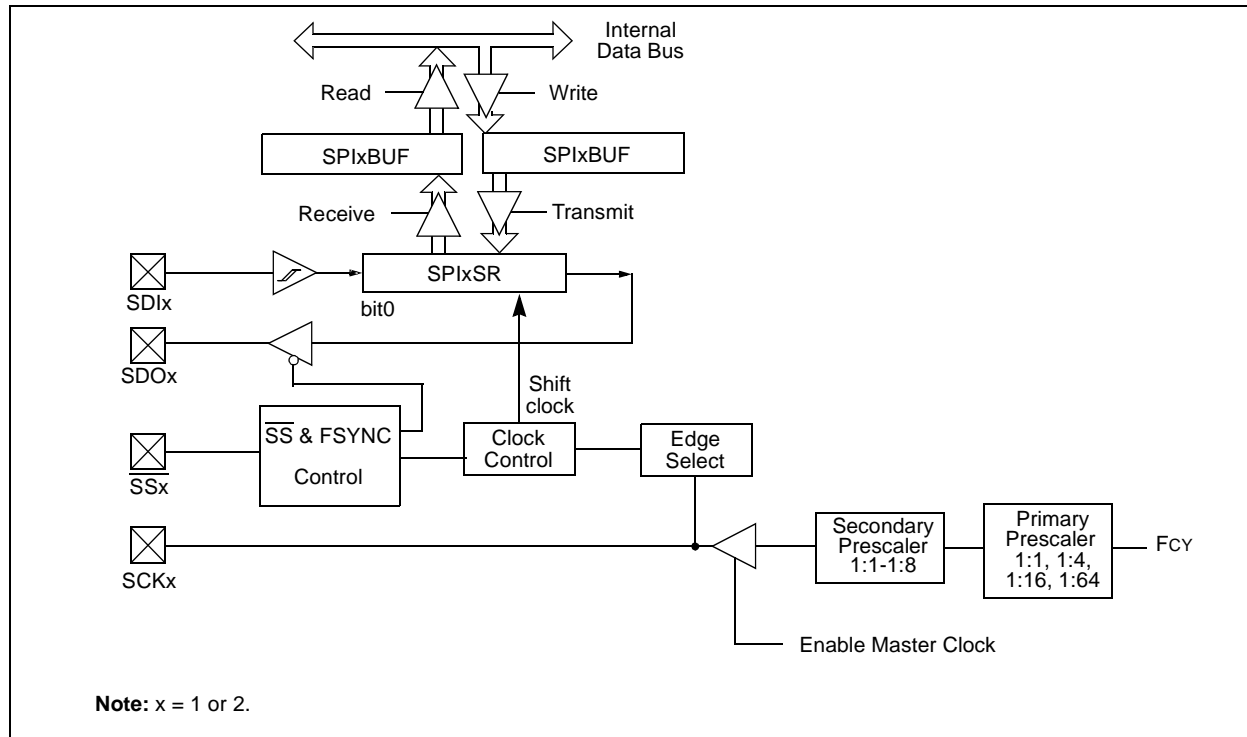 Internal
Data Bus
Read
Write
SPIxBUF
SPIxBUF
Receive
Transmit
SDIx
SPIxSR
bit0
SDOx
Shift
clock
SS & FSYNC
Control
Clock
Control
Edge
Select
SSx
SCKx
Secondary
Prescaler
1:1-1:8
Primary
Prescaler
1:1, 1:4,
1:16, 1:64
FCY
Enable Master Clock
Note: x = 1 or 2.